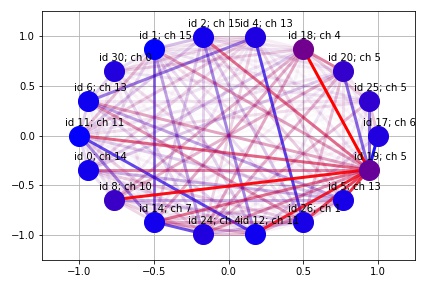 1.0
0.5
0.0
−0.5
−1.0
−1.0
−0.5
0.0
0.5
1.0
id 2; ch 15
id 4; ch 13
id 1; ch 15
id 18; ch 4
id 30; ch
id 20; ch 5
id 6; ch 13
id 25; ch 5
id 11; ch 11
id 17; ch 6
id 0; ch 14
id 19; ch 5
id 8; ch 10
id 5; ch 13
id 14; ch 7
id 26; ch
id 24; ch 4
id 12; ch